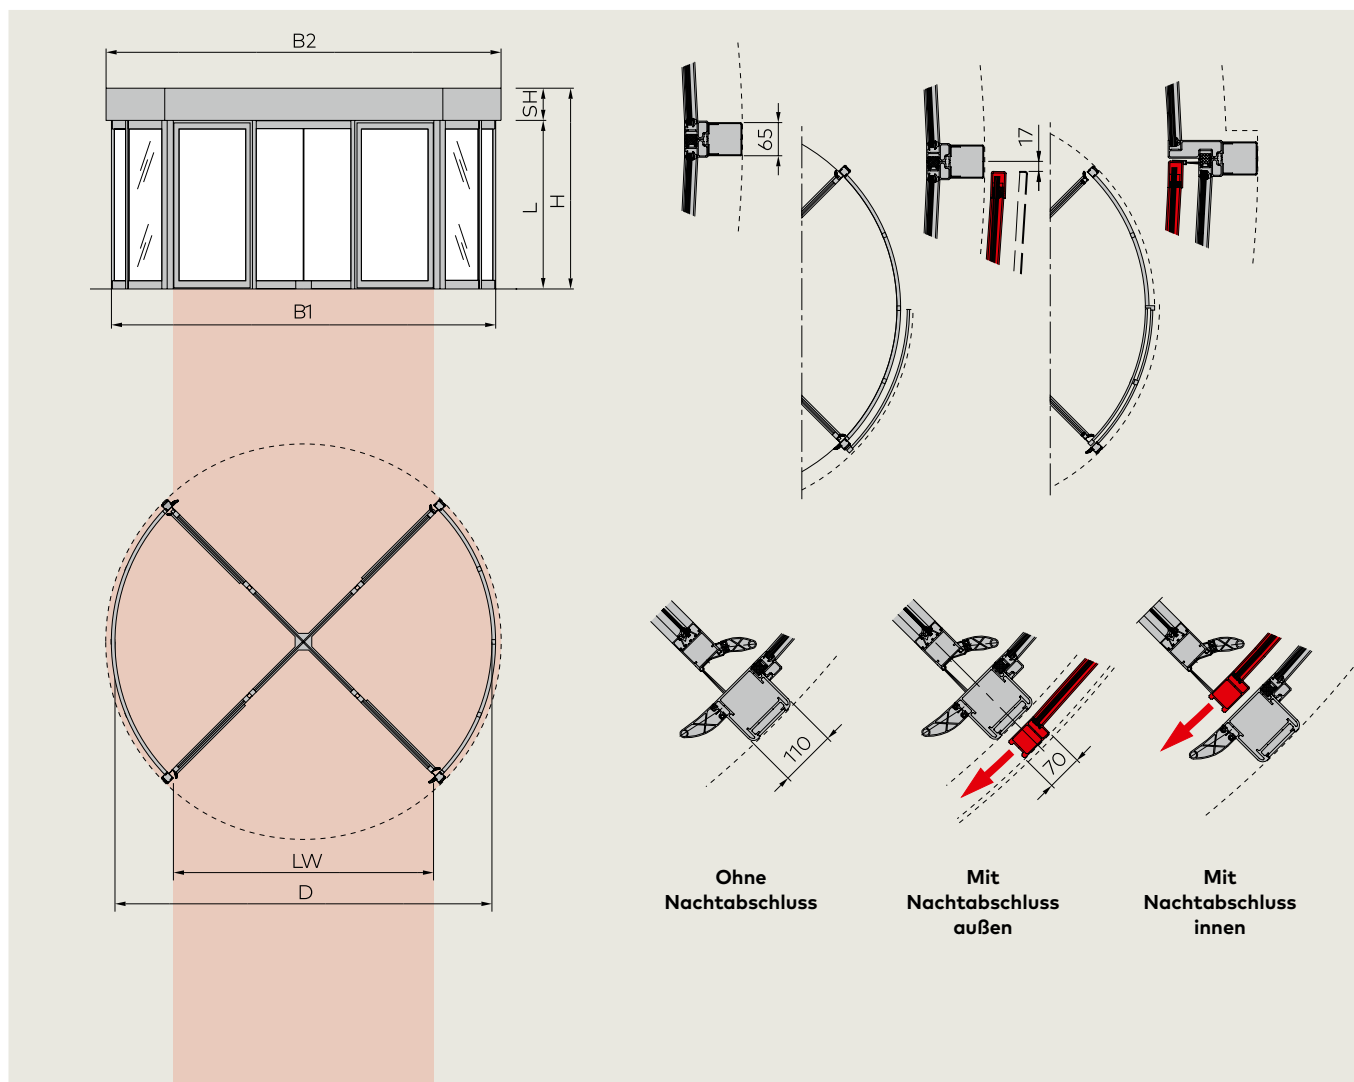 B2
SH
L
H
B1
65
17
LW
D
110
70
Ohne
Nachtabschluss
Mit
Nachtabschluss
außen
Mit
Nachtabschluss
innen